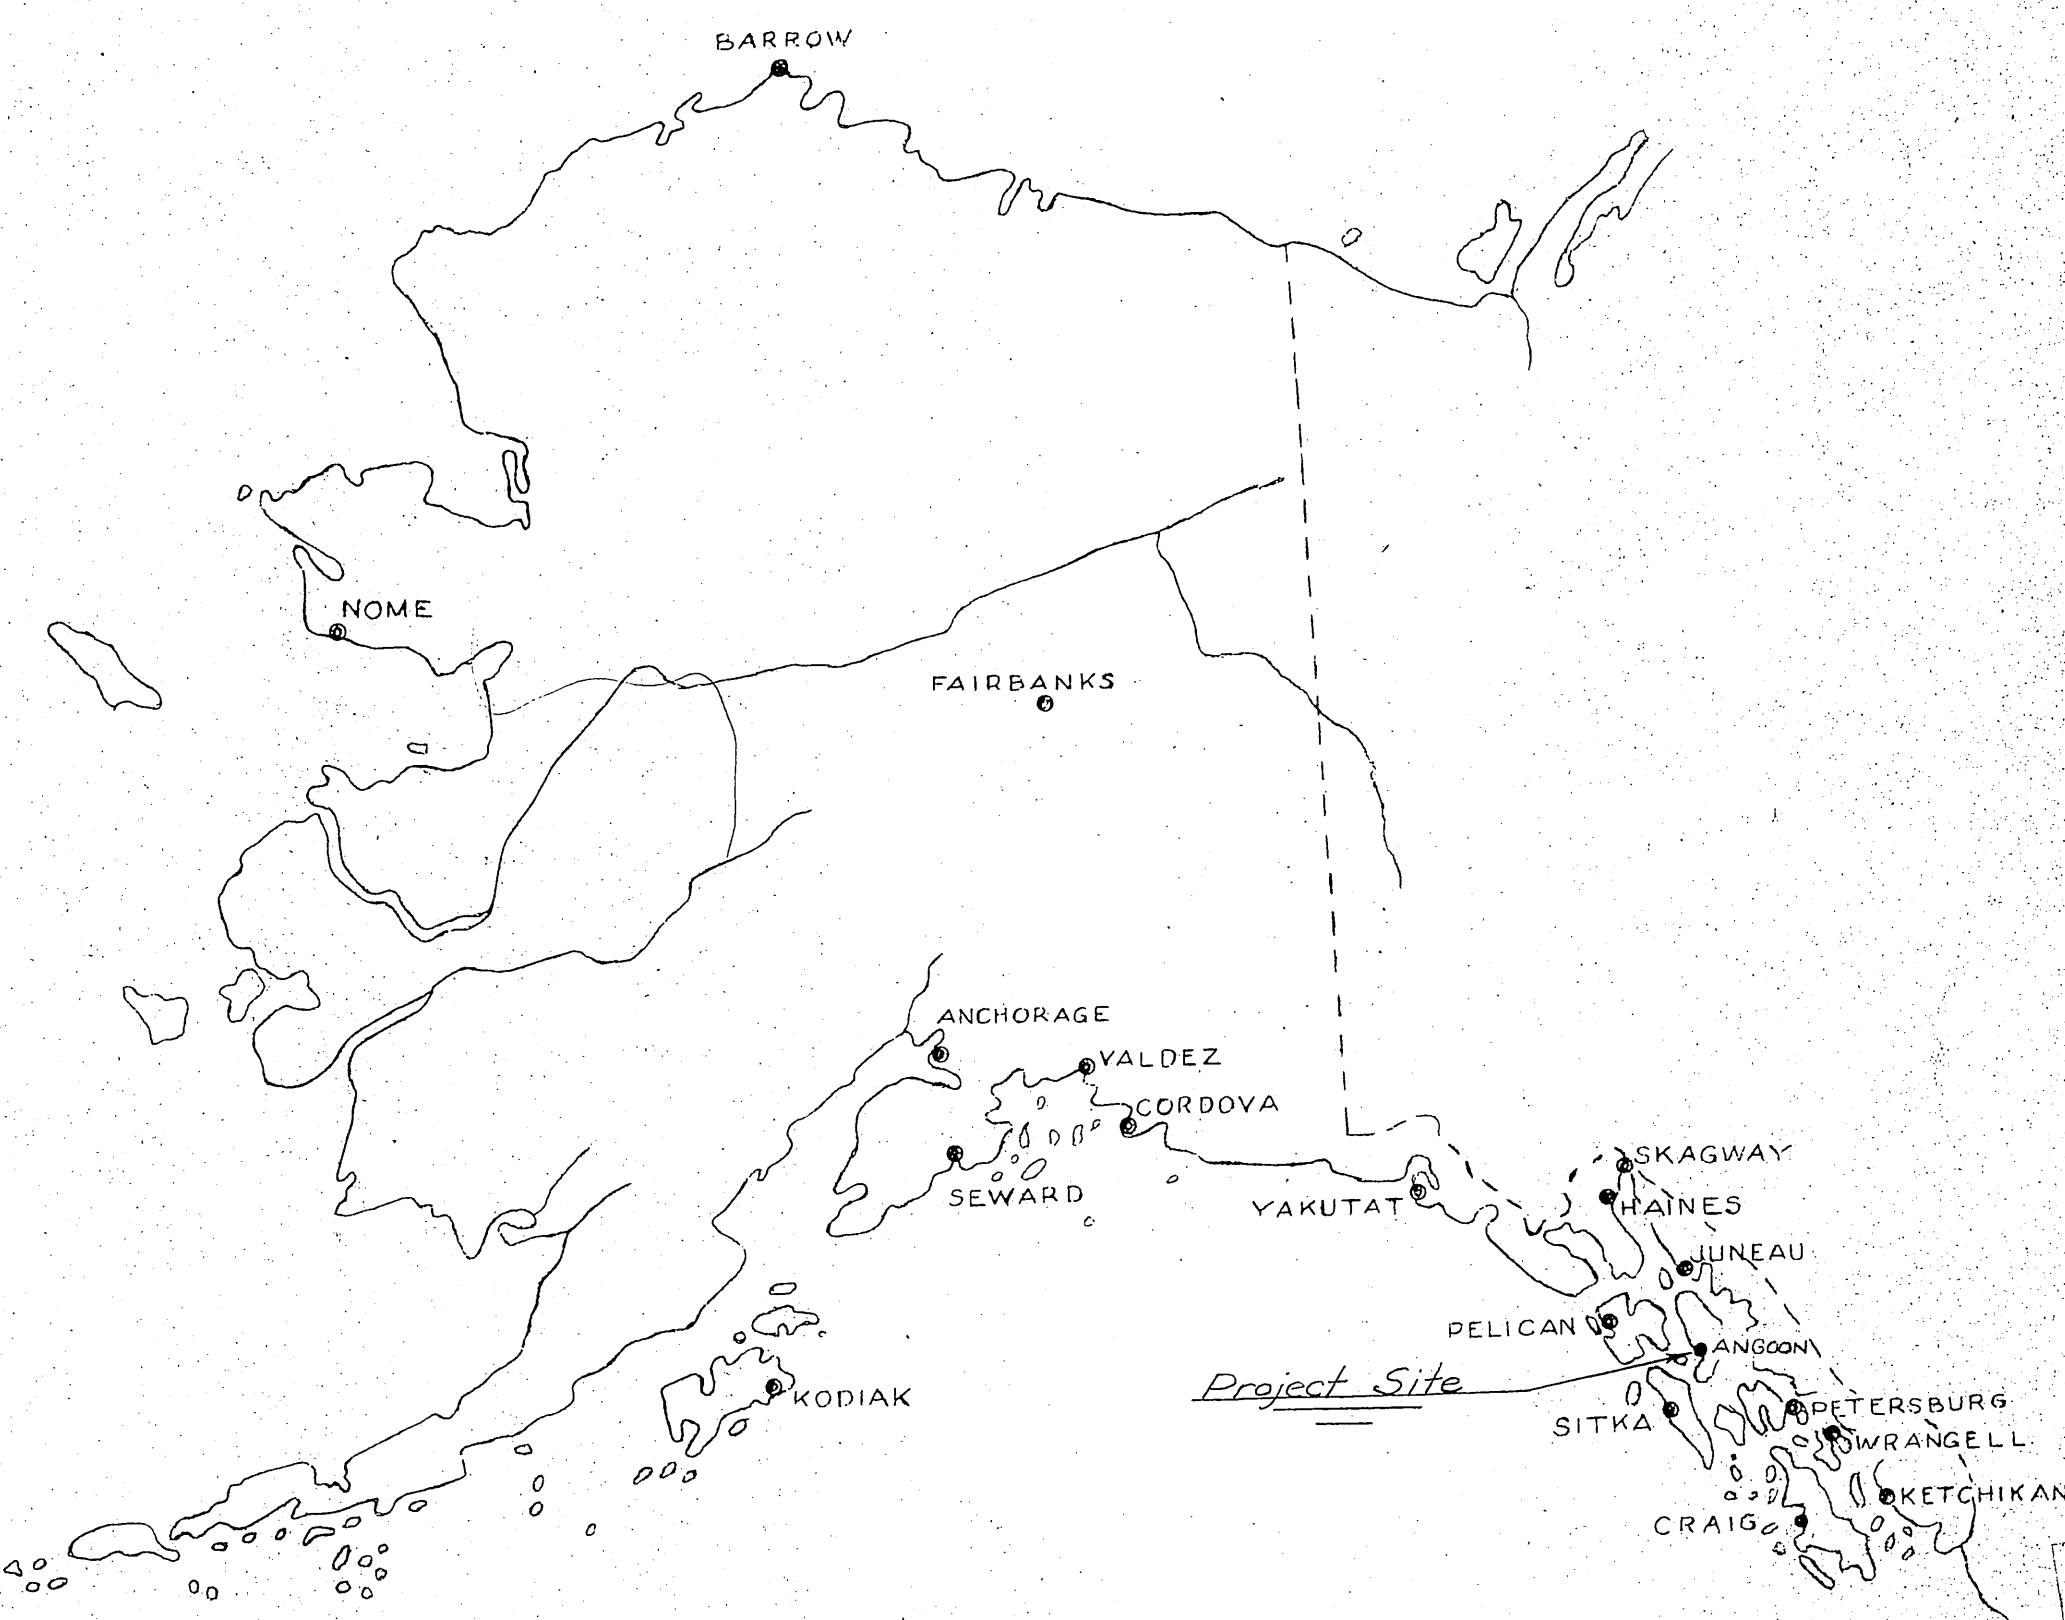 BARROW
NOME
FAIRBANKS
ANCHORAGE
VALDEZ
CORDOVA
SEWARD
SKAGWAY
YAKUTAT
HAINES
JUNEAU
PELICAN
ANGOON
Project Site
KODIAK
PETERSBURG
SITKA
WRANGELL
KETCHIKAN
CRAIG